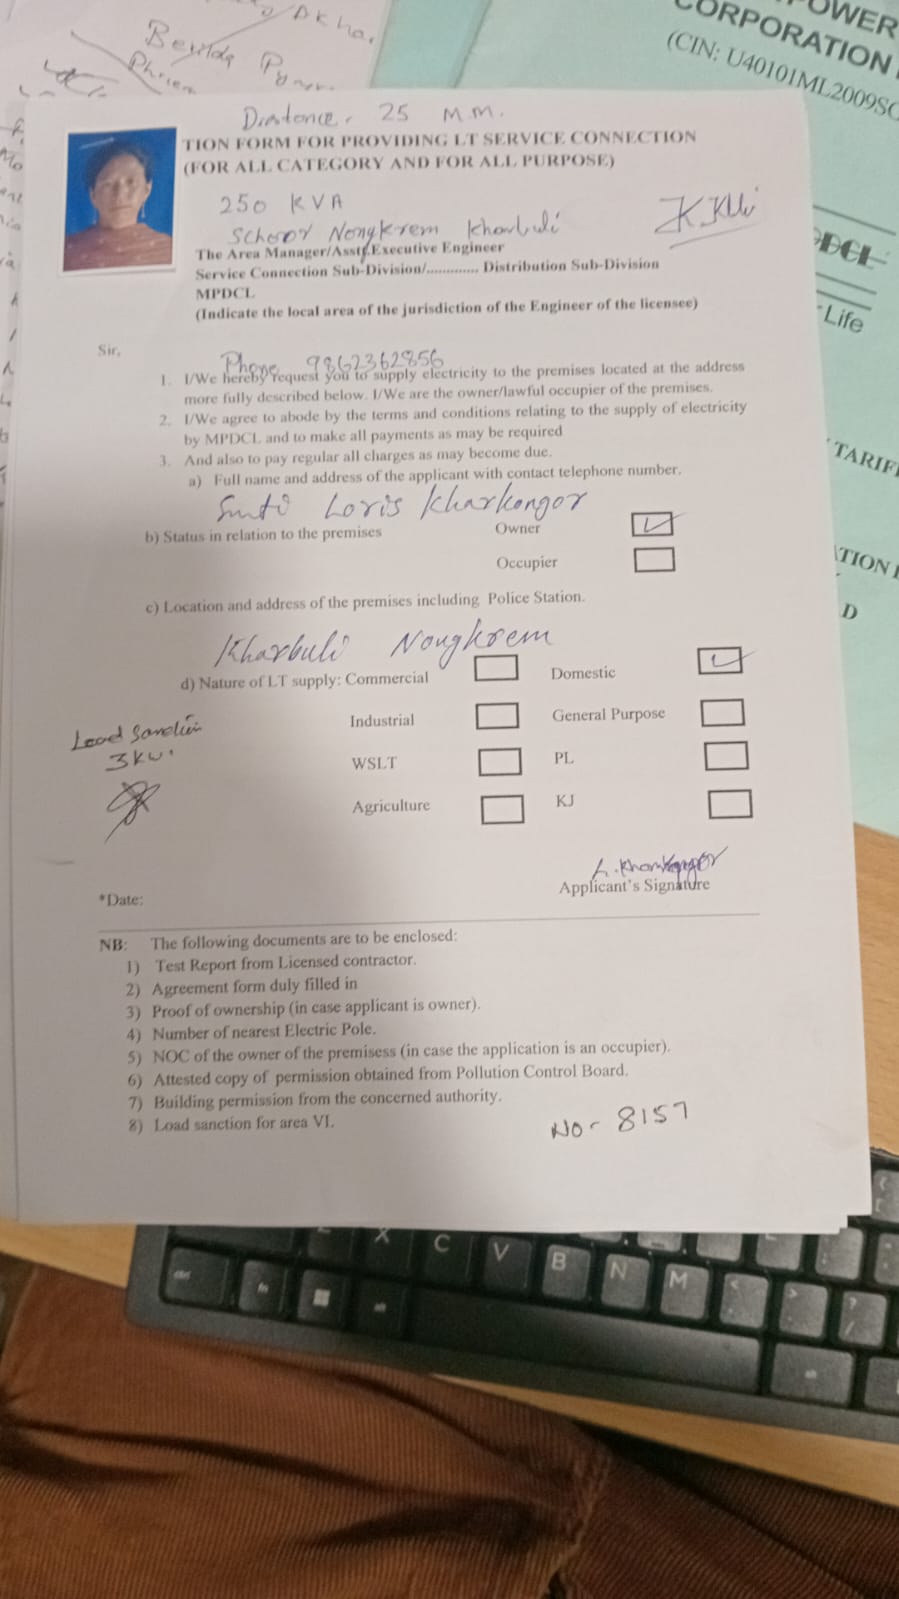 OWER
CORPORATION
(CIN: U40101ML2009SC
Life
TARIF
D
Distance. 25 M.M.
TION FORM FOR PROVIDING LT SERVICE CONNECTION
(FOR ALL CATEGORY AND FOR ALL PURPOSE)
250 KVA
School Nongkrem Kharbuli
The Area Manager/Asstt.Executive Engineer
Service Connection Sub-Division/............. Distribution Sub-Division
MPDCL
(Indicate the local area of the jurisdiction of the Engineer of the licensee)
Sir,
Phone 9862362856
1. I/We hereby request you to supply electricity to the premises located at the address
more fully described below. I/We are the owner/lawful occupier of the premises.
2. I/We agree to abode by the terms and conditions relating to the supply of electricity
by MPDCL and to make all payments as may be required
3. And also to pay regular all charges as may become due.
a) Full name and address of the applicant with contact telephone number.
Smti Loris Kharkongor
b) Status in relation to the premises Owner
Occupier
c) Location and address of the premises including Police Station.
Kharbuli Nongkrem
d) Nature of LT supply: Commercial Domestic
Industrial General Purpose
Load Sanction
3 KW.
WSLT PL
Agriculture KJ
L. Kharkongor
*Date: Applicant's Signature
NB: The following documents are to be enclosed:
1) Test Report from Licensed contractor.
2) Agreement form duly filled in
3) Proof of ownership (in case applicant is owner).
4) Number of nearest Electric Pole.
5) NOC of the owner of the premisess (in case the application is an occupier).
6) Attested copy of permission obtained from Pollution Control Board.
7) Building permission from the concerned authority.
8) Load sanction for area VI.
No - 8157
X C V B N M